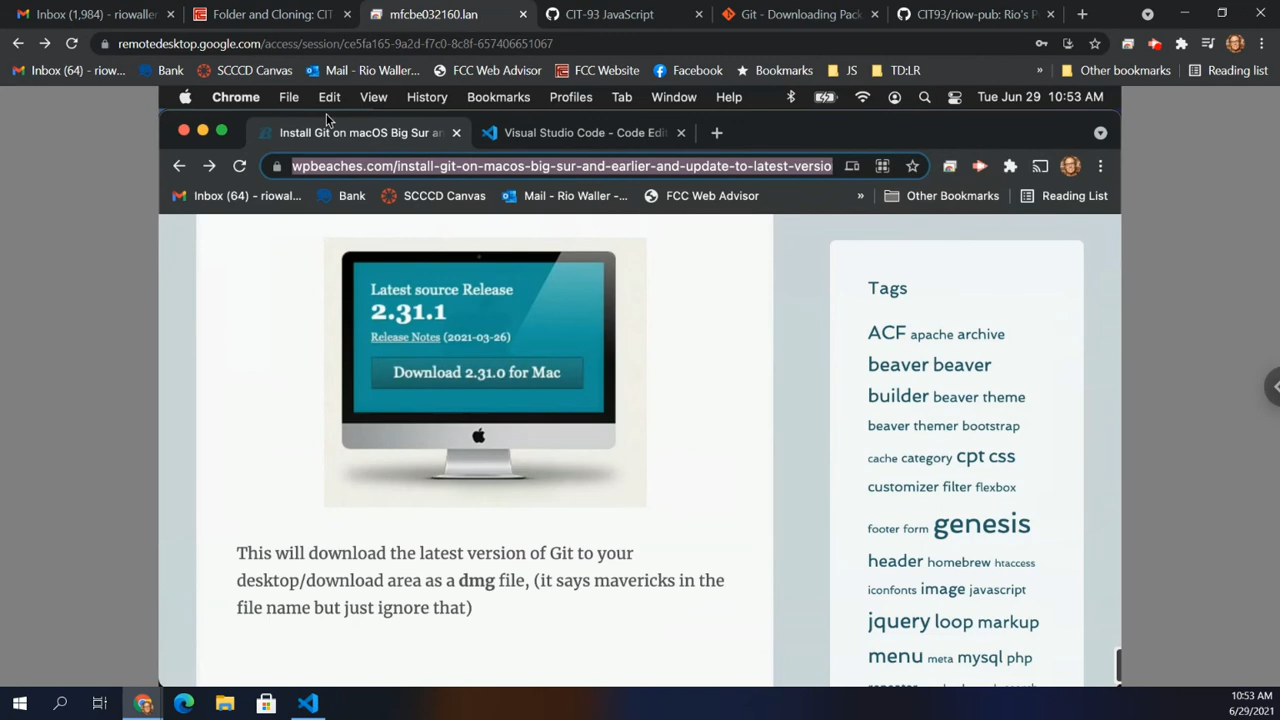 Inbox (1,984) - riowaller
Folder and Cloning: CIT
mfcbe032160.lan
CIT-93 JavaScript
Git - Downloading Pack
CIT93/riow-pub: Rio's P
remotedesktop.google.com/access/session/ce5fa165-9a2d-f7c0-8c8f-657406651067
Inbox (64) - riow...
Bank
SCCCD Canvas
Mail - Rio Waller...
FCC Web Advisor
FCC Website
Facebook
Bookmarks
JS
TD:LR
»
Other bookmarks
Reading list
Chrome File Edit View History Bookmarks Profiles Tab Window Help
Tue Jun 29 10:53 AM
Install Git on macOS Big Sur an
Visual Studio Code - Code Edit
wpbeaches.com/install-git-on-macos-big-sur-and-earlier-and-update-to-latest-versio
Inbox (64) - riowal...
Bank
SCCCD Canvas
Mail - Rio Waller -...
FCC Web Advisor
»
Other Bookmarks
Reading List
Latest source Release
2.31.1
Release Notes (2021-03-26)
Download 2.31.0 for Mac
This will download the latest version of Git to your
desktop/download area as a dmg file, (it says mavericks in the
file name but just ignore that)
Tags
ACF apache archive
beaver beaver
builder beaver theme
beaver themer bootstrap
cache category cpt css
customizer filter flexbox
footer form genesis
header homebrew htaccess
iconfonts image javascript
jquery loop markup
menu meta mysql php
10:53 AM
6/29/2021